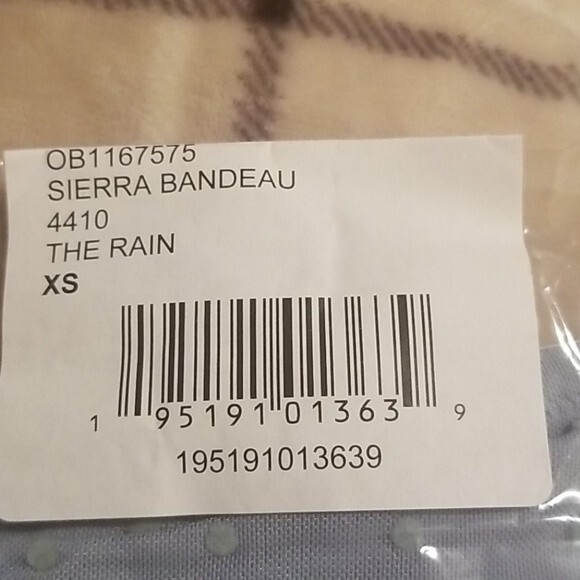 OB1167575
SIERRA BANDEAU
4410
THE RAIN
XS
1 95191 01363 9
195191013639